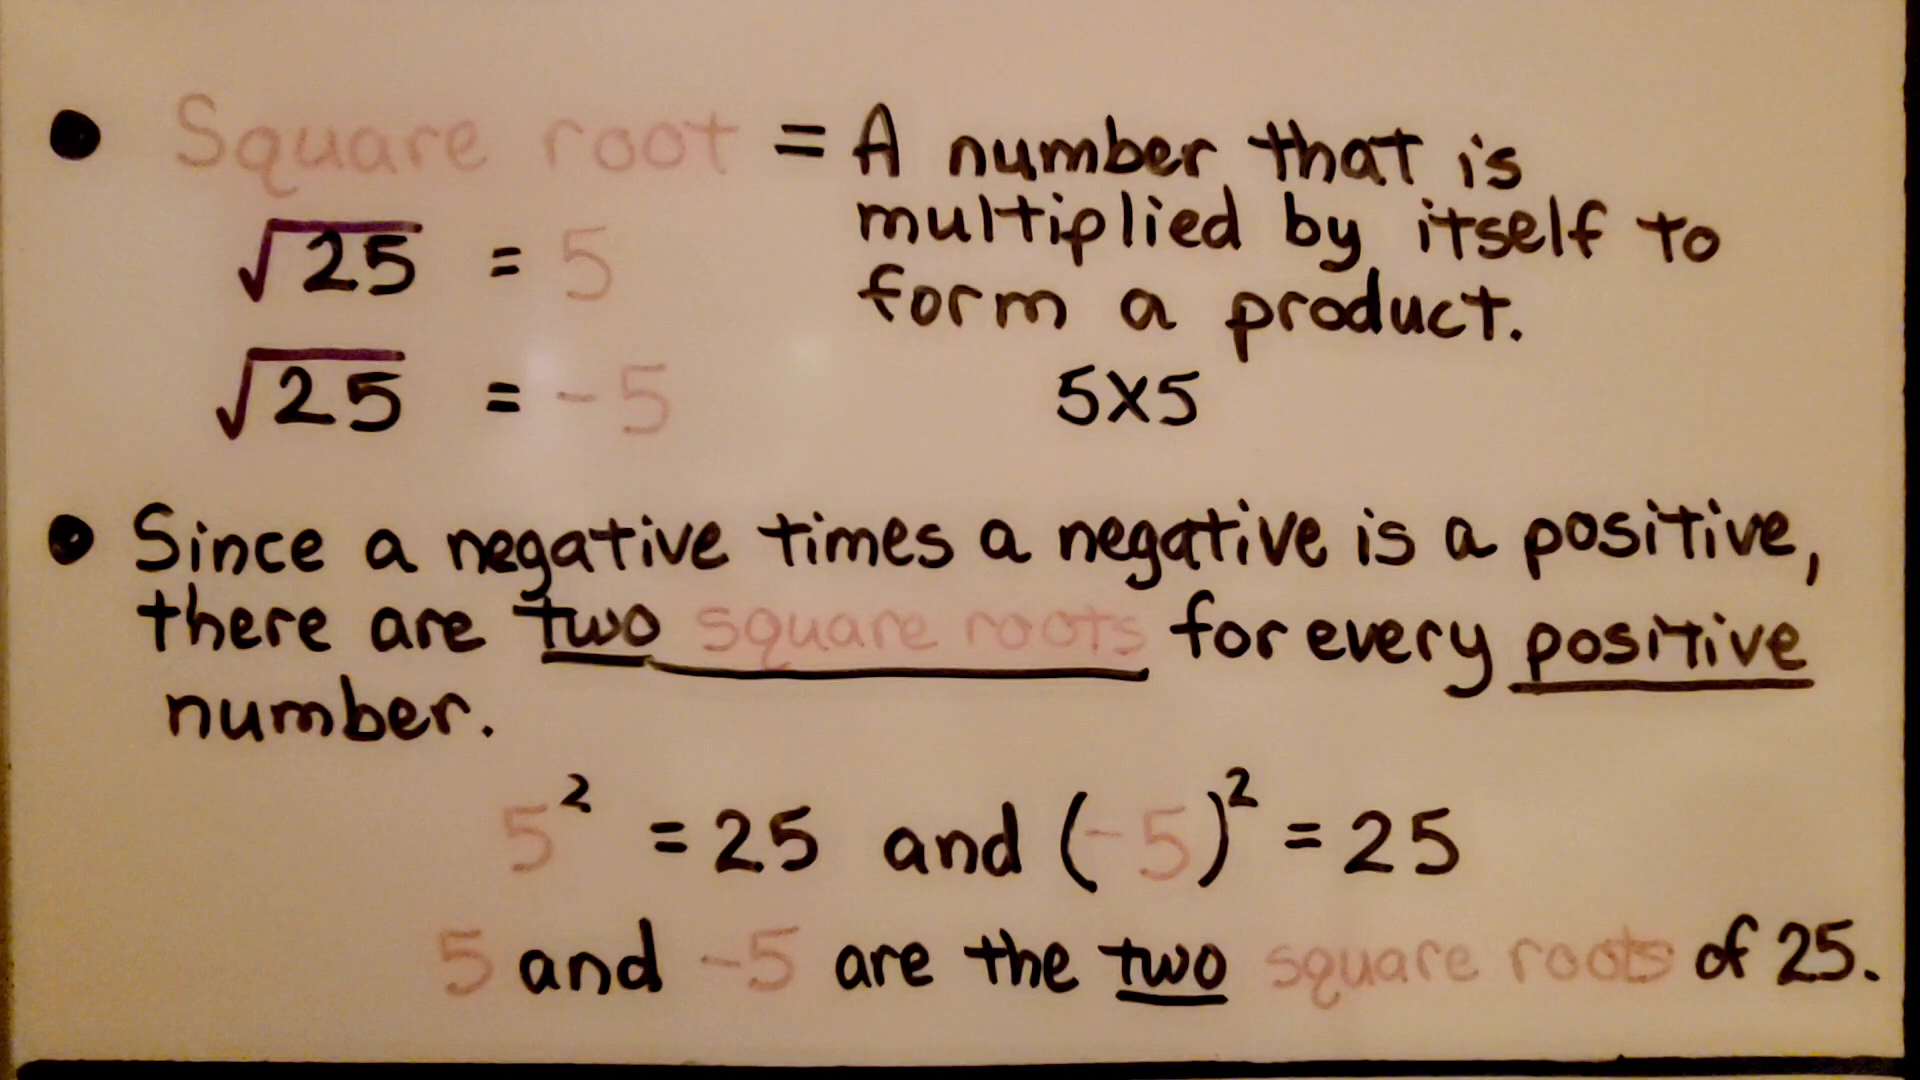 • Square root = A number that is
multiplied by itself to
form a product.
√25 = 5
√25 = -5
5x5
• Since a negative times a negative is a positive,
there are two square roots for every positive
number.
5² = 25 and (-5)² = 25
5 and -5 are the two square roots of 25.